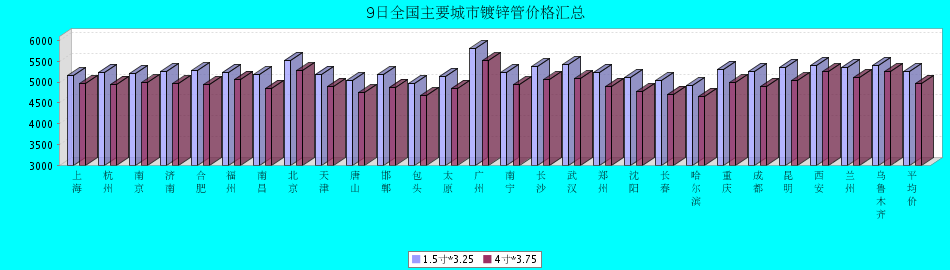 9日全国主要城市镀锌管价格汇总
6000
5500
5000
4500
4000
3500
3000
上海
杭州
南京
济南
合肥
福州
南昌
北京
天津
唐山
邯郸
包头
太原
广州
南宁
长沙
武汉
郑州
沈阳
长春
哈尔滨
重庆
成都
昆明
西安
兰州
乌鲁木齐
平均价
1.5寸*3.25
4寸*3.75